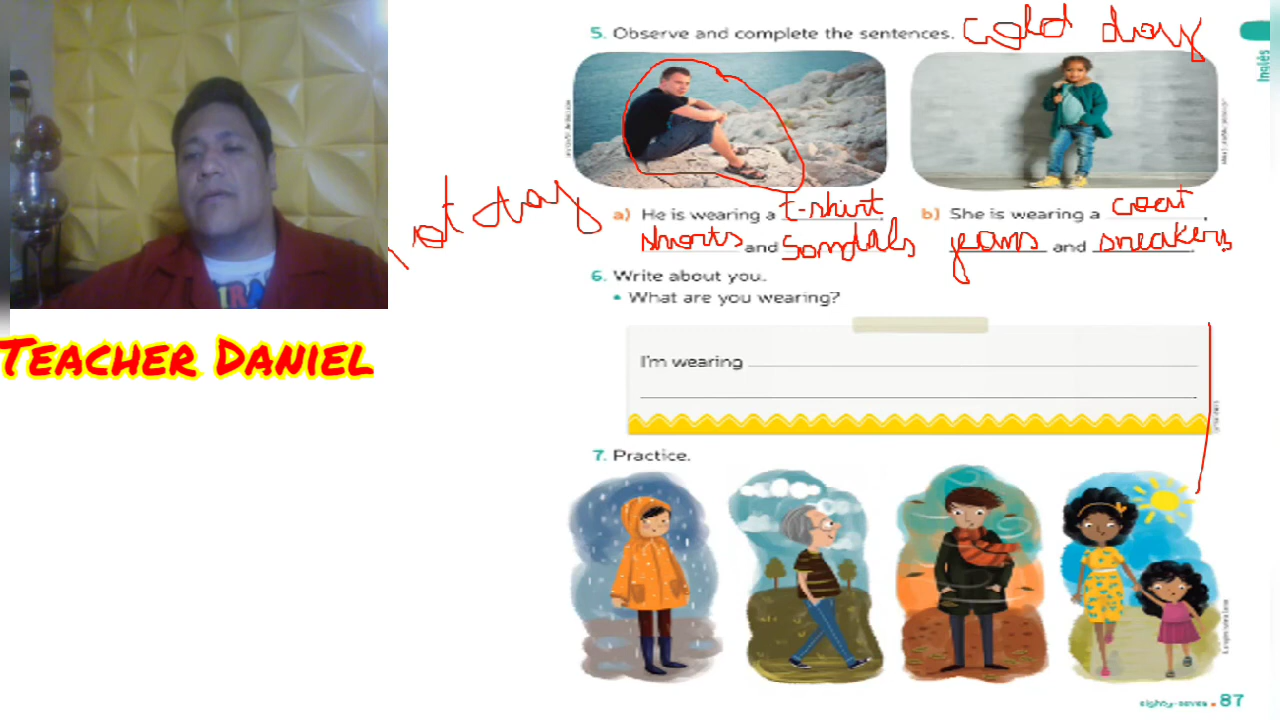 5. Observe and complete the sentences.
cold day
Inglês
hot day
a) He is wearing a t-shirt,
shorts and sandals
b) She is wearing a coat,
jeans and sneakers.
6. Write about you.
• What are you wearing?
I'm wearing
TEACHER DANIEL
7. Practice.
eighty-seven • 87